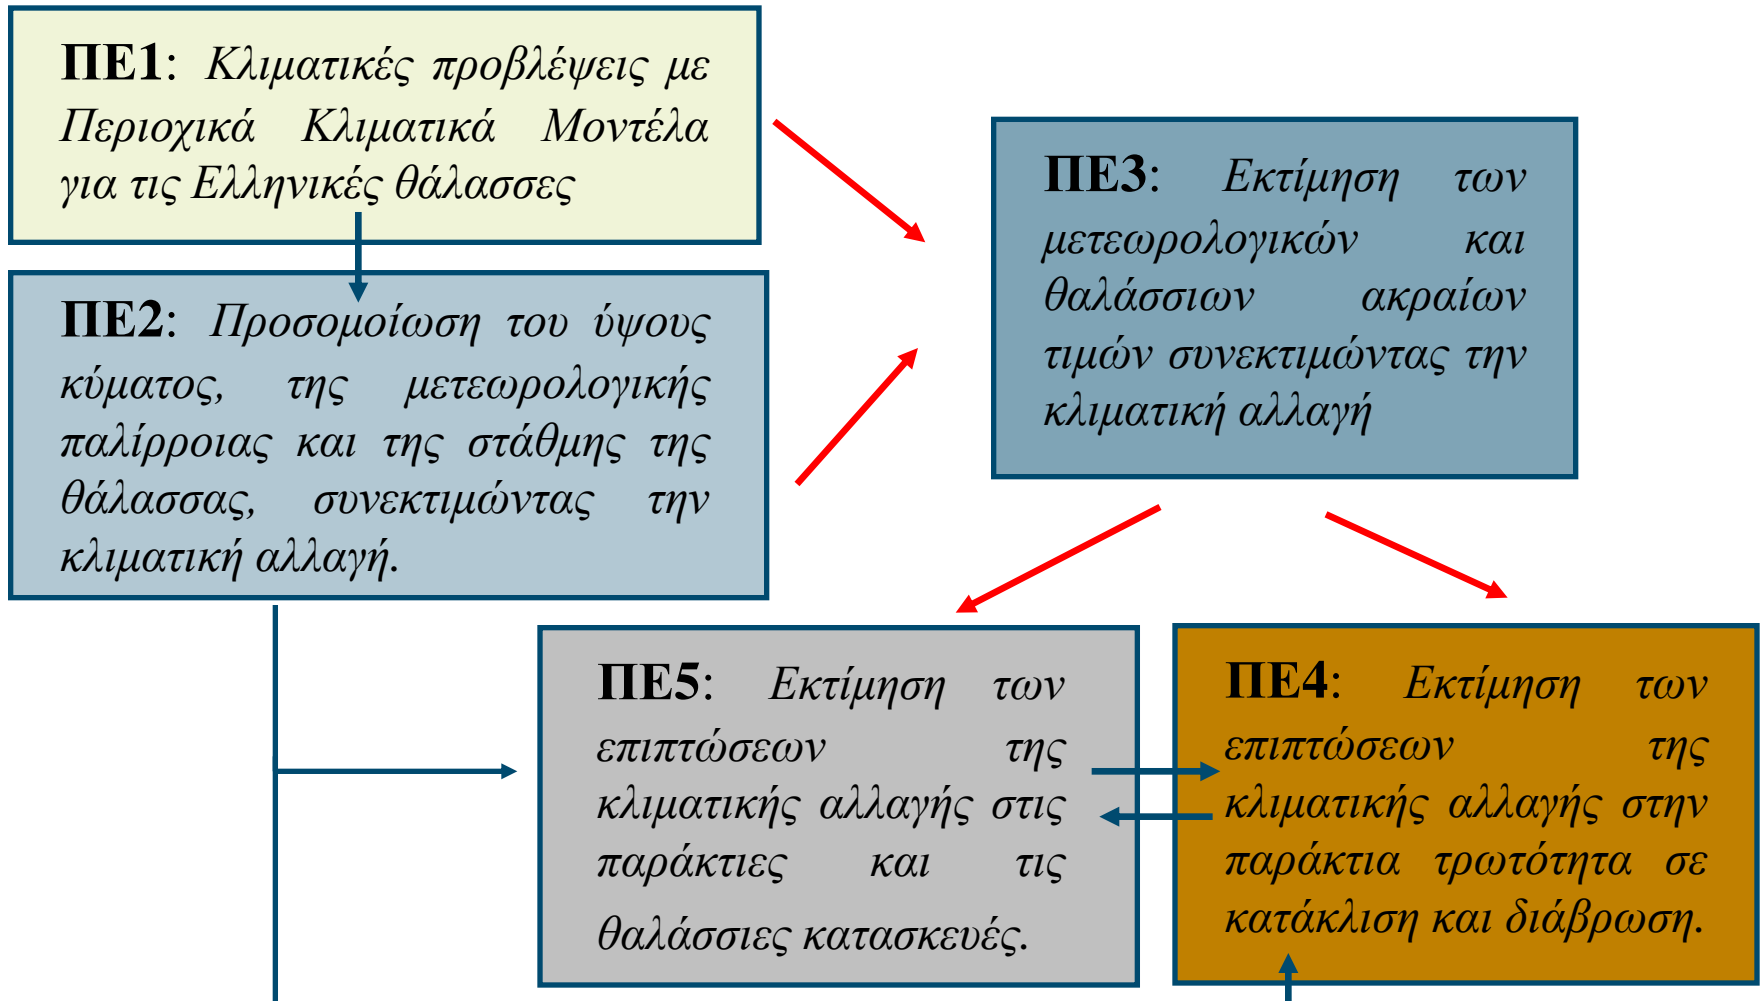 ΠΕ1: Κλιματικές προβλέψεις με
Περιοχικά Κλιματικά Μοντέλα
για τις Ελληνικές θάλασσες
ΠΕ2: Προσομοίωση του ύψους
κύματος, της μετεωρολογικής
παλίρροιας και της στάθμης της
θάλασσας, συνεκτιμώντας την
κλιματική αλλαγή.
ΠΕ3: Εκτίμηση των
μετεωρολογικών και
θαλάσσιων ακραίων
τιμών συνεκτιμώντας την
κλιματική αλλαγή
ΠΕ5: Εκτίμηση των
επιπτώσεων της
κλιματικής αλλαγής στις
παράκτιες και τις
θαλάσσιες κατασκευές.
ΠΕ4: Εκτίμηση των
επιπτώσεων της
κλιματικής αλλαγής στην
παράκτια τρωτότητα σε
κατάκλιση και διάβρωση.